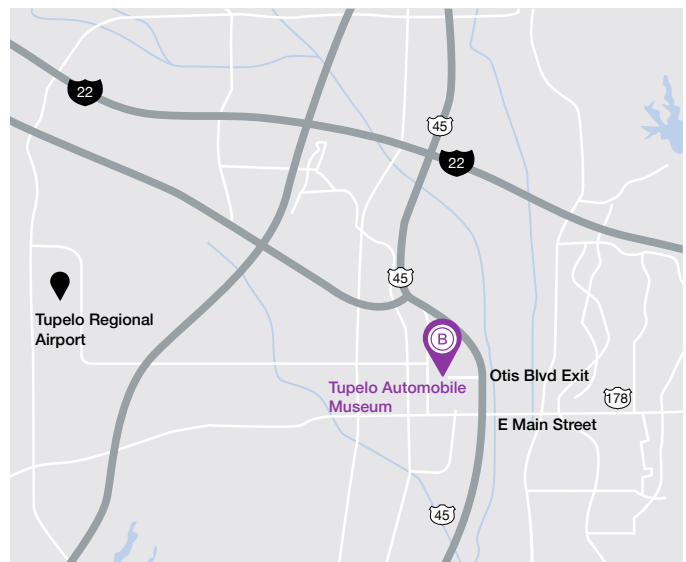 22
45
22
45
Tupelo Regional
Airport
B
Tupelo Automobile
Museum
Otis Blvd Exit
178
E Main Street
45